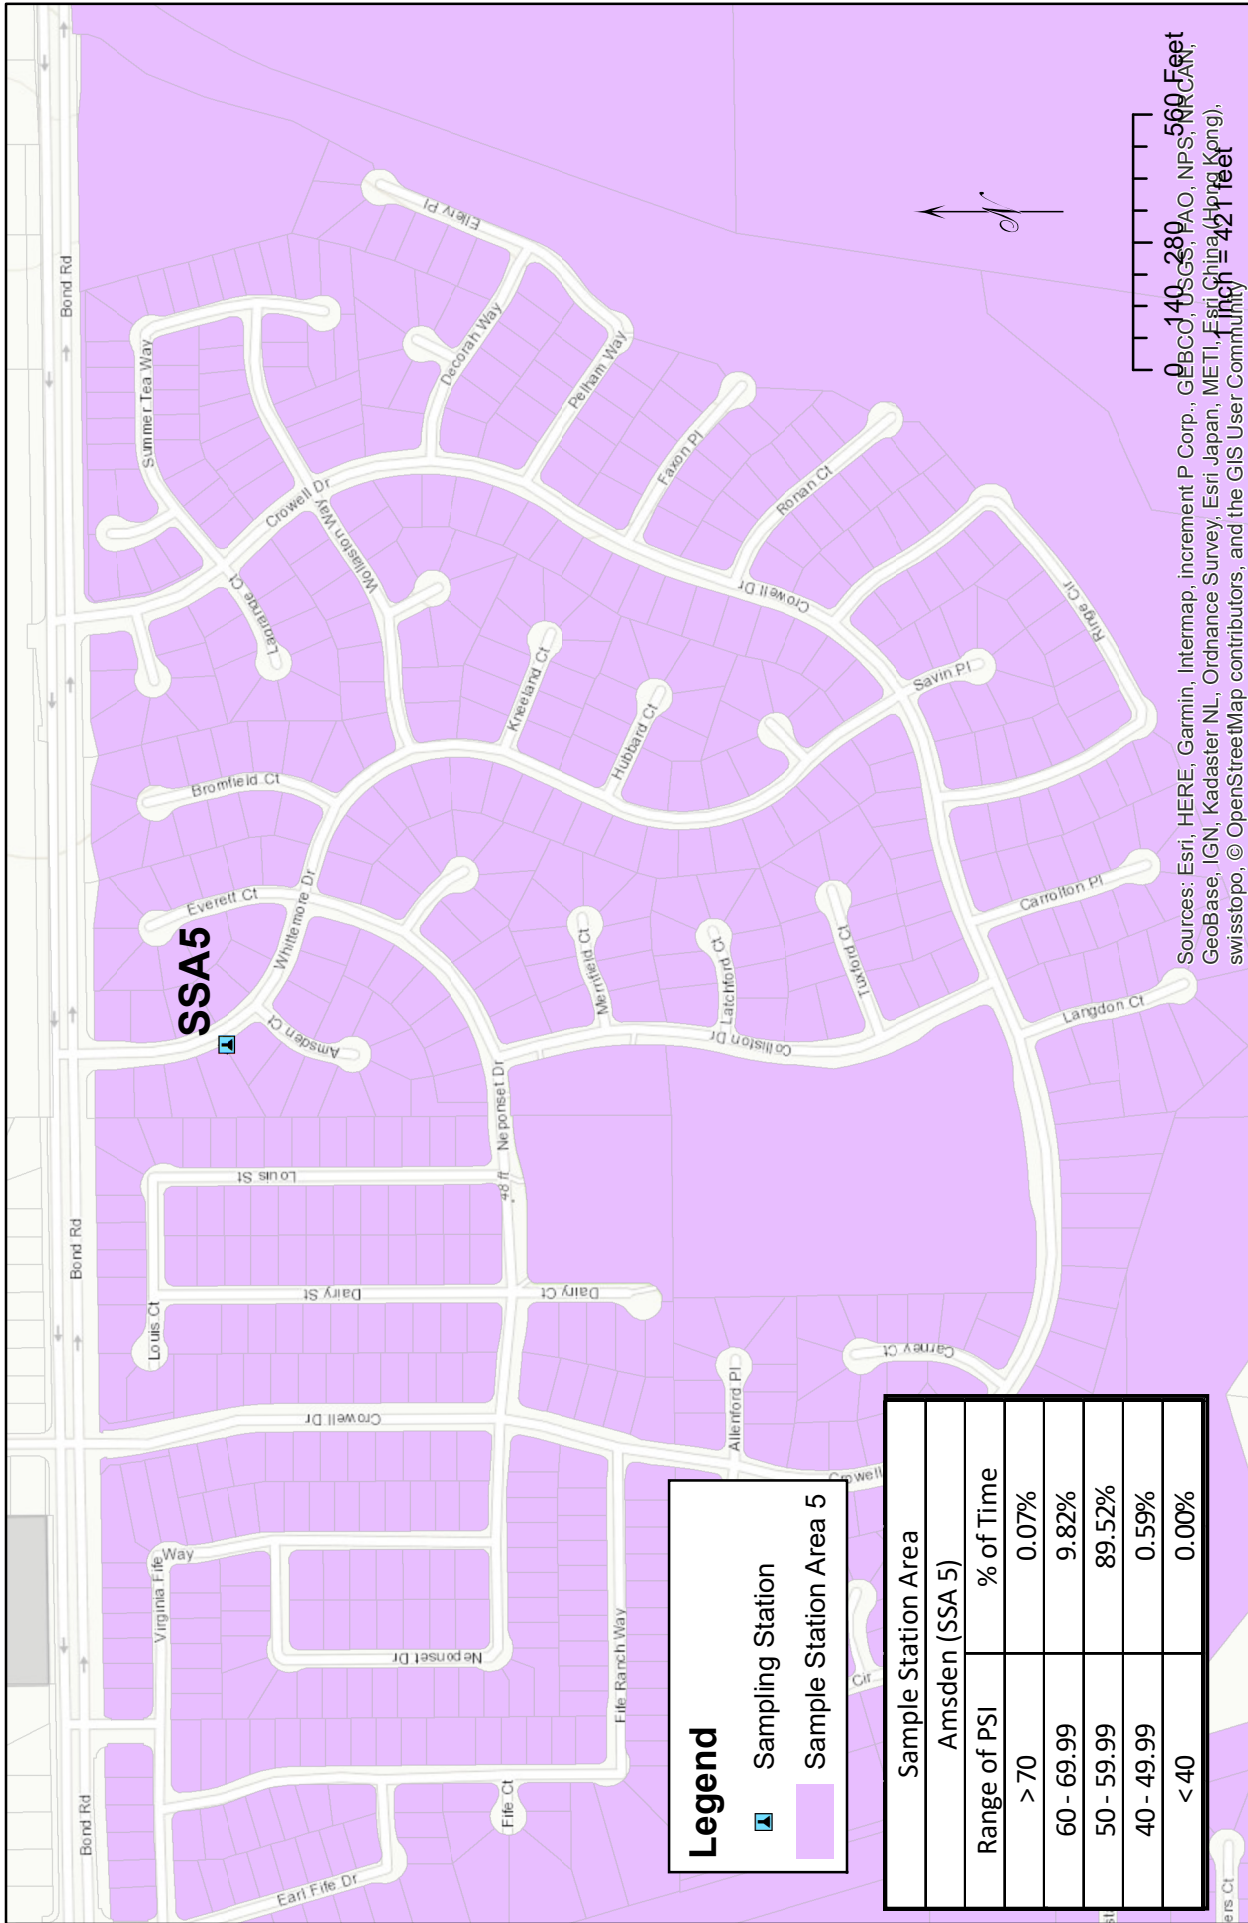 Bond Rd
Bond Rd
Bond Rd
Virginia Fife Way
Louis Ct
Summer Tea Way
Earl Fife Dr
Fife Ct
Fife Ranch Way
Neponset Dr
Crowell Dr
Dairy St
Dairy Ct
Louis St
48 ft
Neponset Dr
SSA5
Amsden Ct
Whittemore Dr
Everett Ct
Bromfield Ct
Lagrange Ct
Crowell Dr
Wollaston Way
Kneeland Ct
Hubbard Ct
Merrifield Ct
Latchford Ct
Tuxford Ct
Colliston Dr
Decorah Way
Ellery Pl
Pelham Way
Faxon Pl
Ronan Ct
Crowell Dr
Savin Pl
Ringe Cir
Carrolton Pl
Langdon Ct
Carney Ct
Allenford Pl
Crowell
Cir
ers Ct
Legend
Sampling Station
Sample Station Area 5
Sample Station Area
Amsden (SSA 5)
Range of PSI % of Time
> 70 0.07%
60 - 69.99 9.82%
50 - 59.99 89.52%
40 - 49.99 0.59%
< 40 0.00%
N
0 140 280 560 Feet
1 inch = 421 feet
Sources: Esri, HERE, Garmin, Intermap, increment P Corp., GEBCO, USGS, FAO, NPS, NRCAN,
GeoBase, IGN, Kadaster NL, Ordnance Survey, Esri Japan, METI, Esri China (Hong Kong),
swisstopo, © OpenStreetMap contributors, and the GIS User Community